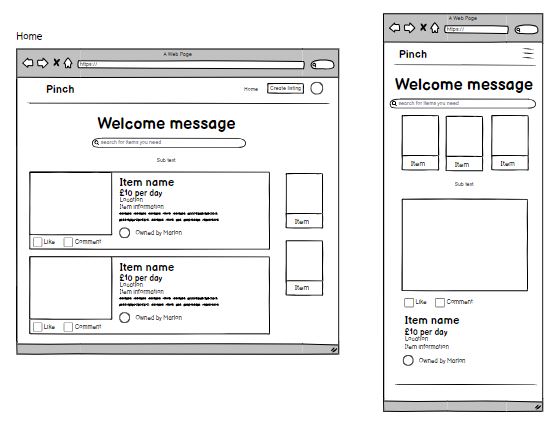 Home
A Web Page
https://
Pinch
Home
Create listing
Welcome message
search for items you need
Sub text
Item name
£10 per day
Location
Item information
Owned by Marion
Like
Comment
Item
Item name
£10 per day
Location
Item information
Owned by Marion
Like
Comment
Item
A Web Page
https://
Pinch
Welcome message
search for items you need
Item
Item
Item
Sub text
Like
Comment
Item name
£10 per day
Location
Item information
Owned by Marion